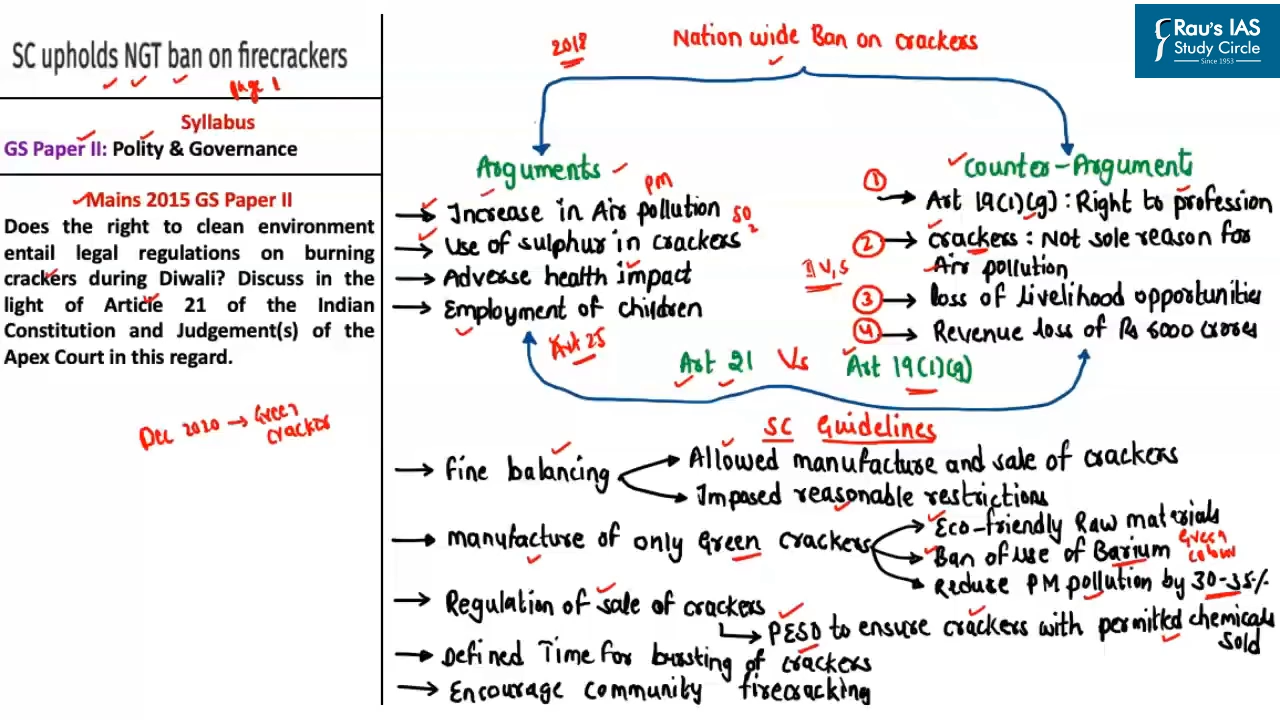 SC upholds NGT ban on firecrackers
Page 1
Syllabus
GS Paper II: Polity & Governance
Mains 2015 GS Paper II
Does the right to clean environment
entail legal regulations on burning
crackers during Diwali? Discuss in the
light of Article 21 of the Indian
Constitution and Judgement(s) of the
Apex Court in this regard.
Dec 2020 → Green
crackers
Rau's IAS
Study Circle
Since 1953
2018
Nation wide Ban on crackers
Arguments
PM
→ Increase in Air pollution
SO2
→ Use of sulphur in crackers
→ Adverse health impact
→ Employment of children
Art 25
Counter-Argument
1 → Art 19(1)(g): Right to profession
2 → crackers: Not sole reason for
Air pollution
3 → loss of livelihood opportunities
4 → Revenue loss of Rs 6000 crores
Art 21 Vs Art 19(1)(g)
SC Guidelines
→ fine balancing
→ Allowed manufacture and sale of crackers
→ Imposed reasonable restrictions
→ manufacture of only Green crackers
→ Eco-friendly Raw materials
→ Ban of use of Barium
Green
colour
→ Reduce PM pollution by 30-35%
→ Regulation of sale of crackers
→ PESO to ensure crackers with permitted chemicals
sold
→ Defined Time for bursting of crackers
→ Encourage community firecracking